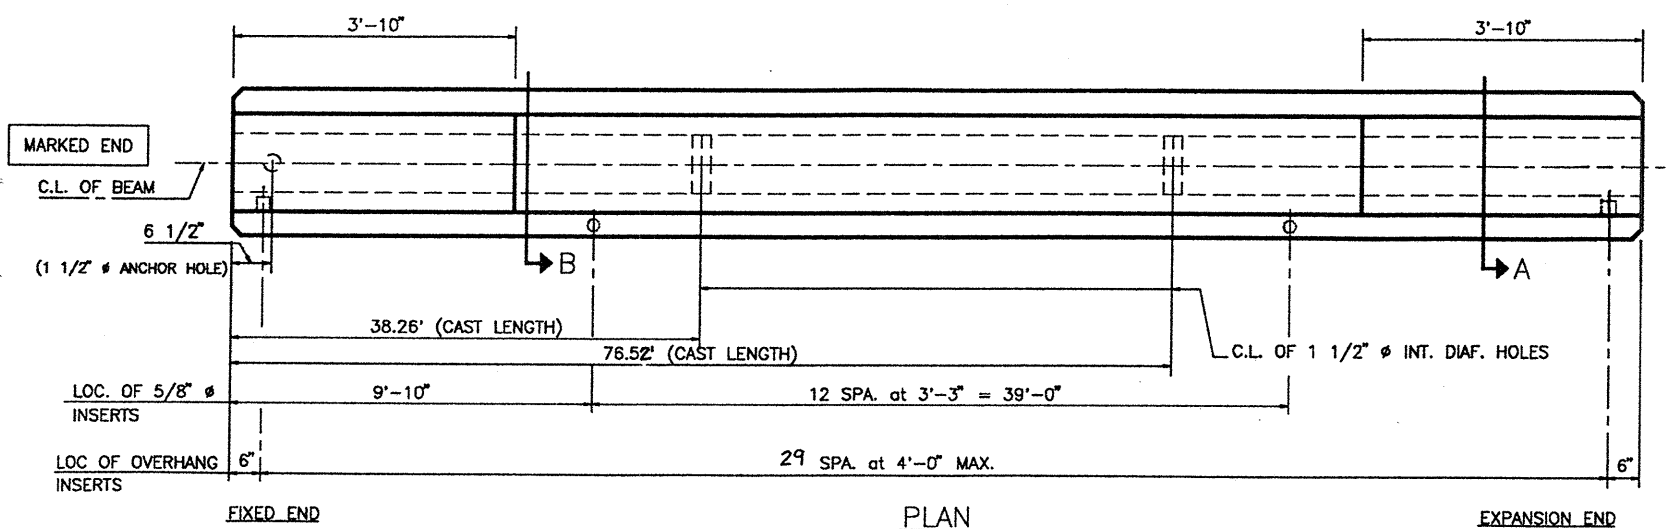 3'-10"
3'-10"
MARKED END
C.L. OF BEAM
6 1/2"
(1 1/2" ø ANCHOR HOLE)
B
A
38.26' (CAST LENGTH)
76.52' (CAST LENGTH)
C.L. OF 1 1/2" ø INT. DIAF. HOLES
LOC. OF 5/8" ø
INSERTS
9'-10"
12 SPA. at 3'-3" = 39'-0"
LOC OF OVERHANG
INSERTS
6"
29 SPA. at 4'-0" MAX.
6"
FIXED END
PLAN
EXPANSION END